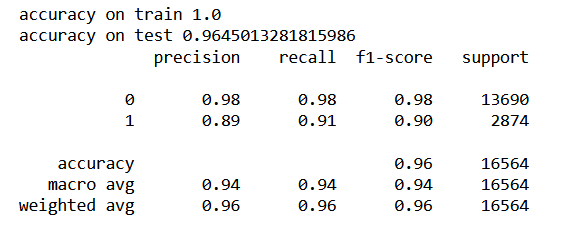 accuracy on train 1.0
accuracy on test 0.9645013281815986
precision recall f1-score support
0 0.98 0.98 0.98 13690
1 0.89 0.91 0.90 2874
accuracy 0.96 16564
macro avg 0.94 0.94 0.94 16564
weighted avg 0.96 0.96 0.96 16564